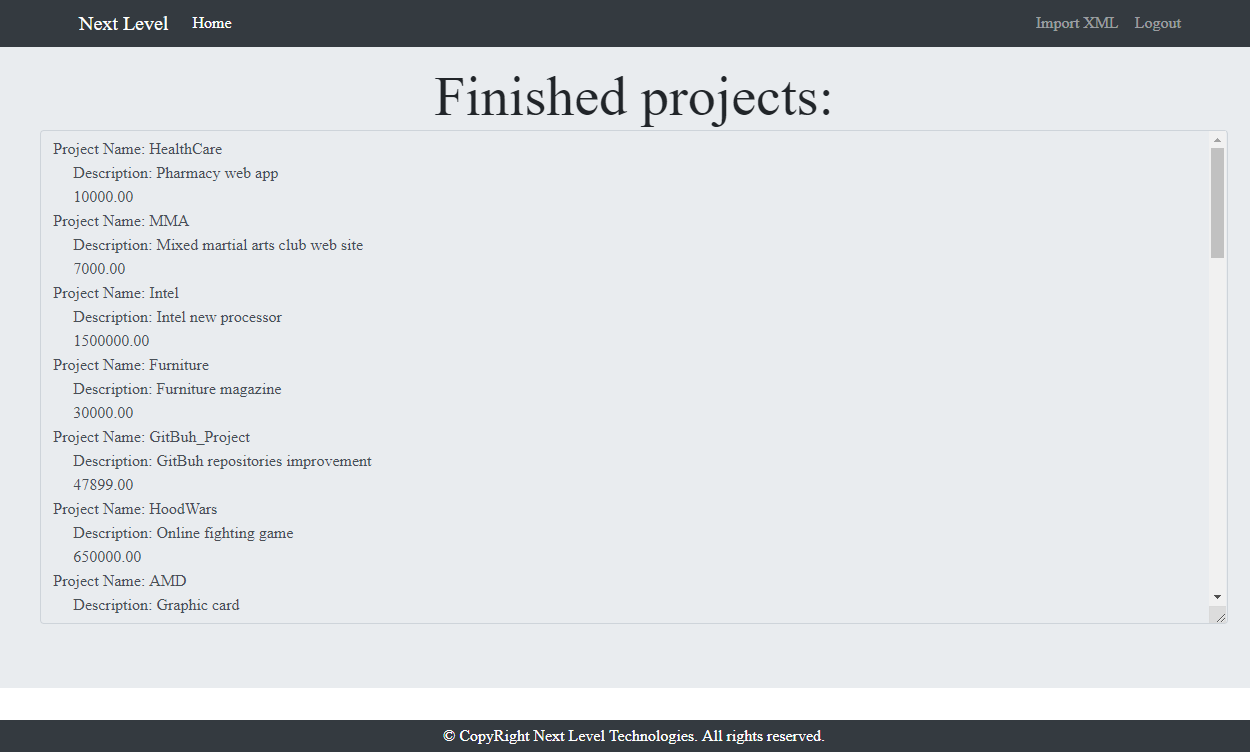 Next Level Home Import XML Logout
Finished projects:
Project Name: HealthCare
Description: Pharmacy web app
10000.00
Project Name: MMA
Description: Mixed martial arts club web site
7000.00
Project Name: Intel
Description: Intel new processor
1500000.00
Project Name: Furniture
Description: Furniture magazine
30000.00
Project Name: GitBuh_Project
Description: GitBuh repositories improvement
47899.00
Project Name: HoodWars
Description: Online fighting game
650000.00
Project Name: AMD
Description: Graphic card
© CopyRight Next Level Technologies. All rights reserved.